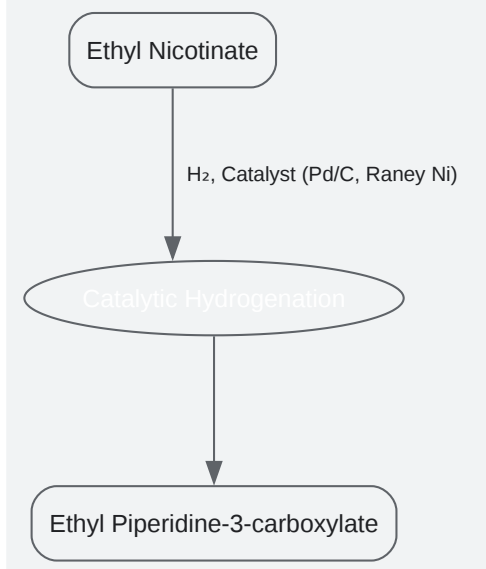 Ethyl Nicotinate
H₂, Catalyst (Pd/C, Raney Ni)
Catalytic Hydrogenation
Ethyl Piperidine-3-carboxylate